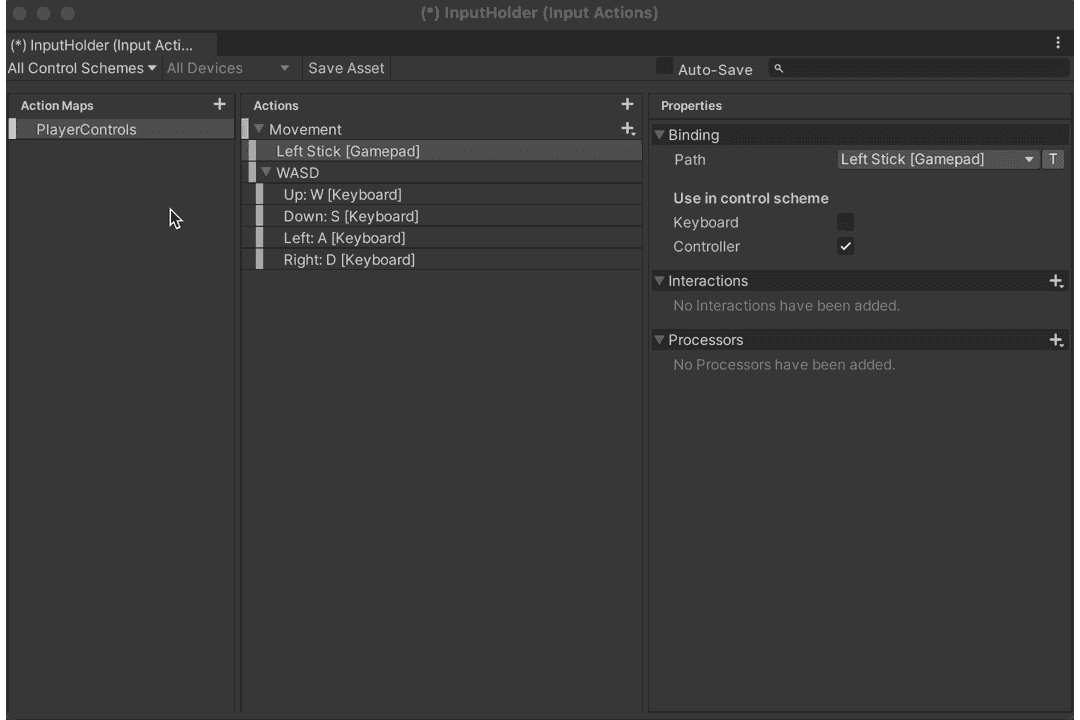 (*) InputHolder (Input Actions)
(*) InputHolder (Input Acti...
All Control Schemes All Devices Save Asset Auto-Save
Action Maps
PlayerControls
Actions
Movement
Left Stick [Gamepad]
WASD
Up: W [Keyboard]
Down: S [Keyboard]
Left: A [Keyboard]
Right: D [Keyboard]
Properties
Binding
Path Left Stick [Gamepad] T
Use in control scheme
Keyboard
Controller
Interactions
No Interactions have been added.
Processors
No Processors have been added.